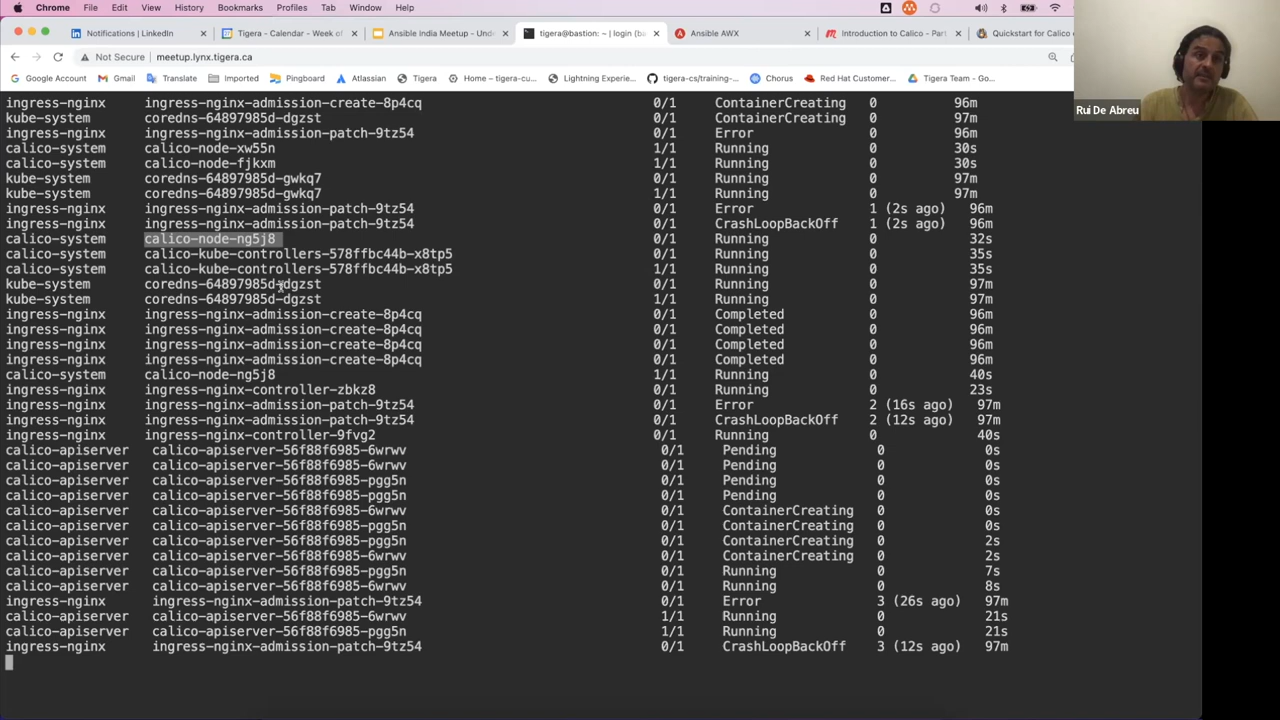 Chrome File Edit View History Bookmarks Profiles Tab Window Help
Notifications | LinkedIn × Tigera - Calendar - Week of × Ansible India Meetup - Und × tigera@bastion: ~ | login (ba × Ansible AWX × Introduction to Calico - Part × Quickstart for Calico o
Not Secure | meetup.lynx.tigera.ca
Google Account Gmail Translate Imported Pingboard Atlassian Tigera Home – tigera-cu... Lightning Experie... tigera-cs/training-... Chorus Red Hat Customer... Tigera Team - Go...
Rui De Abreu
ingress-nginx ingress-nginx-admission-create-8p4cq 0/1 ContainerCreating 0 96m
kube-system coredns-64897985d-dgzst 0/1 ContainerCreating 0 97m
ingress-nginx ingress-nginx-admission-patch-9tz54 0/1 Error 0 96m
calico-system calico-node-xw55n 1/1 Running 0 30s
calico-system calico-node-fjkxm 1/1 Running 0 30s
kube-system coredns-64897985d-gwkq7 0/1 Running 0 97m
kube-system coredns-64897985d-gwkq7 1/1 Running 0 97m
ingress-nginx ingress-nginx-admission-patch-9tz54 0/1 Error 1 (2s ago) 96m
ingress-nginx ingress-nginx-admission-patch-9tz54 0/1 CrashLoopBackOff 1 (2s ago) 96m
calico-system calico-node-ng5j8 0/1 Running 0 32s
calico-system calico-kube-controllers-578ffbc44b-x8tp5 0/1 Running 0 35s
calico-system calico-kube-controllers-578ffbc44b-x8tp5 1/1 Running 0 35s
kube-system coredns-64897985d-dgzst 0/1 Running 0 97m
kube-system coredns-64897985d-dgzst 1/1 Running 0 97m
ingress-nginx ingress-nginx-admission-create-8p4cq 0/1 Completed 0 96m
ingress-nginx ingress-nginx-admission-create-8p4cq 0/1 Completed 0 96m
ingress-nginx ingress-nginx-admission-create-8p4cq 0/1 Completed 0 96m
ingress-nginx ingress-nginx-admission-create-8p4cq 0/1 Completed 0 96m
calico-system calico-node-ng5j8 1/1 Running 0 40s
ingress-nginx ingress-nginx-controller-zbkz8 0/1 Running 0 23s
ingress-nginx ingress-nginx-admission-patch-9tz54 0/1 Error 2 (16s ago) 97m
ingress-nginx ingress-nginx-admission-patch-9tz54 0/1 CrashLoopBackOff 2 (12s ago) 97m
ingress-nginx ingress-nginx-controller-9fvg2 0/1 Running 0 40s
calico-apiserver calico-apiserver-56f88f6985-6wrwv 0/1 Pending 0 0s
calico-apiserver calico-apiserver-56f88f6985-6wrwv 0/1 Pending 0 0s
calico-apiserver calico-apiserver-56f88f6985-pgg5n 0/1 Pending 0 0s
calico-apiserver calico-apiserver-56f88f6985-pgg5n 0/1 Pending 0 0s
calico-apiserver calico-apiserver-56f88f6985-6wrwv 0/1 ContainerCreating 0 0s
calico-apiserver calico-apiserver-56f88f6985-pgg5n 0/1 ContainerCreating 0 0s
calico-apiserver calico-apiserver-56f88f6985-pgg5n 0/1 ContainerCreating 0 2s
calico-apiserver calico-apiserver-56f88f6985-6wrwv 0/1 ContainerCreating 0 2s
calico-apiserver calico-apiserver-56f88f6985-pgg5n 0/1 Running 0 7s
calico-apiserver calico-apiserver-56f88f6985-6wrwv 0/1 Running 0 8s
ingress-nginx ingress-nginx-admission-patch-9tz54 0/1 Error 3 (26s ago) 97m
calico-apiserver calico-apiserver-56f88f6985-6wrwv 1/1 Running 0 21s
calico-apiserver calico-apiserver-56f88f6985-pgg5n 1/1 Running 0 21s
ingress-nginx ingress-nginx-admission-patch-9tz54 0/1 CrashLoopBackOff 3 (12s ago) 97m